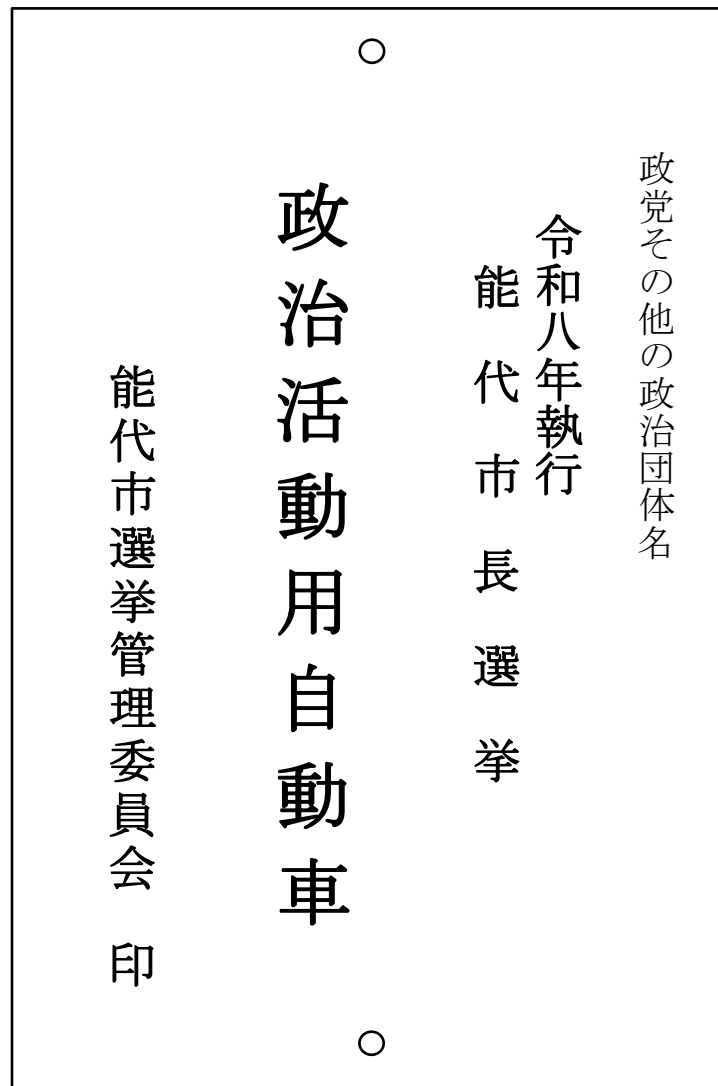 政党その他の政治団体名
令和八年執行
能代市長選挙
政治活動用自動車
能代市選挙管理委員会 印